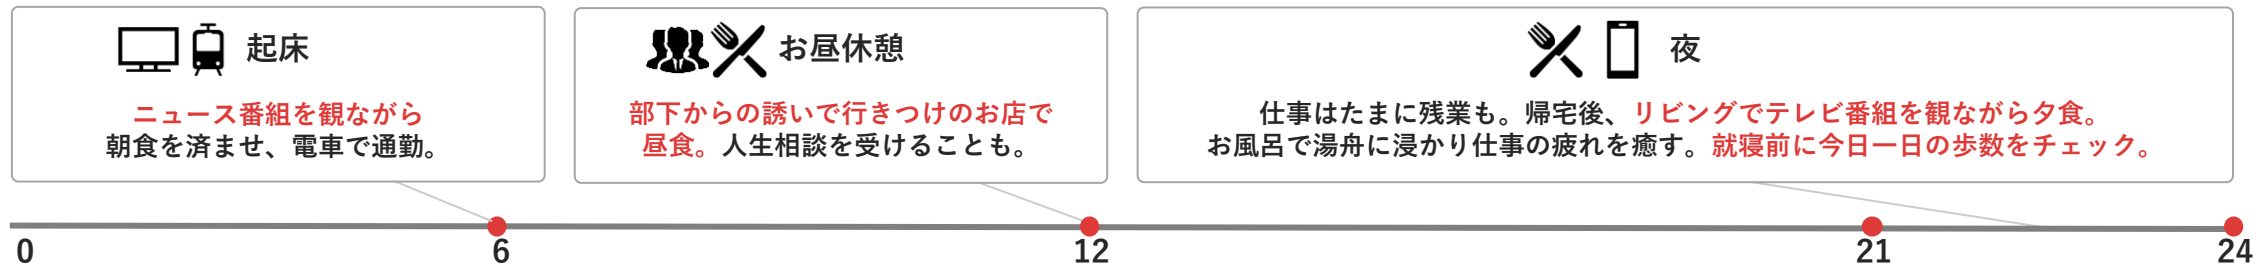 起床
ニュース番組を観ながら
朝食を済ませ、電車で通勤。
お昼休憩
部下からの誘いで行きつけのお店で
昼食。人生相談を受けることも。
夜
仕事はたまに残業も。帰宅後、リビングでテレビ番組を観ながら夕食。
お風呂で湯舟に浸かり仕事の疲れを癒す。就寝前に今日一日の歩数をチェック。
0 6 12 21 24